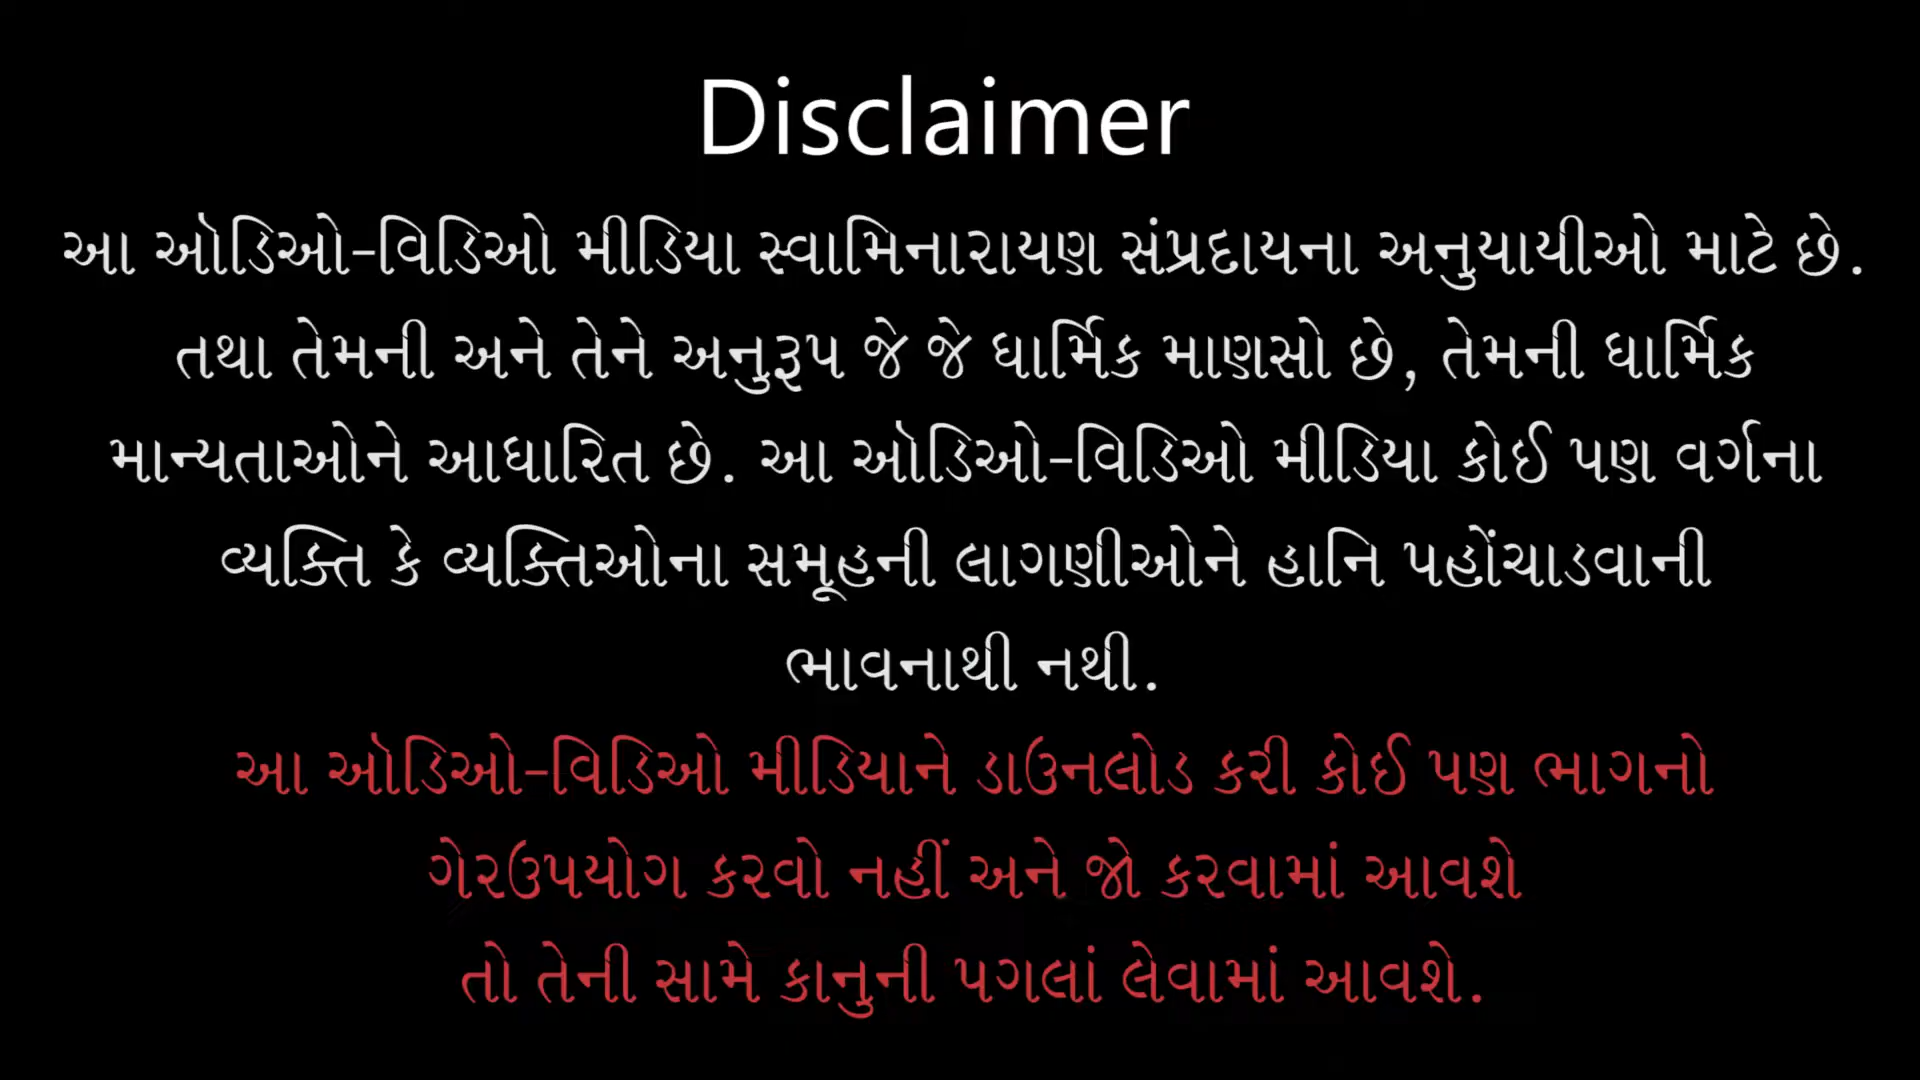 Disclaimer
આ ઑડિઓ-વિડિઓ મીડિયા સ્વામિનારાયણ સંપ્રદાયના અનુયાયીઓ માટે છે.
તથા તેમની અને તેને અનુરૂપ જે જે ધાર્મિક માણસો છે, તેમની ધાર્મિક
માન્યતાઓને આધારિત છે. આ ઑડિઓ-વિડિઓ મીડિયા કોઈ પણ વર્ગના
વ્યક્તિ કે વ્યક્તિઓના સમૂહની લાગણીઓને હાનિ પહોંચાડવાની
ભાવનાથી નથી.
આ ઑડિઓ-વિડિઓ મીડિયાને ડાઉનલોડ કરી કોઈ પણ ભાગનો
ગેરઉપયોગ કરવો નહીં અને જો કરવામાં આવશે
તો તેની સામે કાનુની પગલાં લેવામાં આવશે.